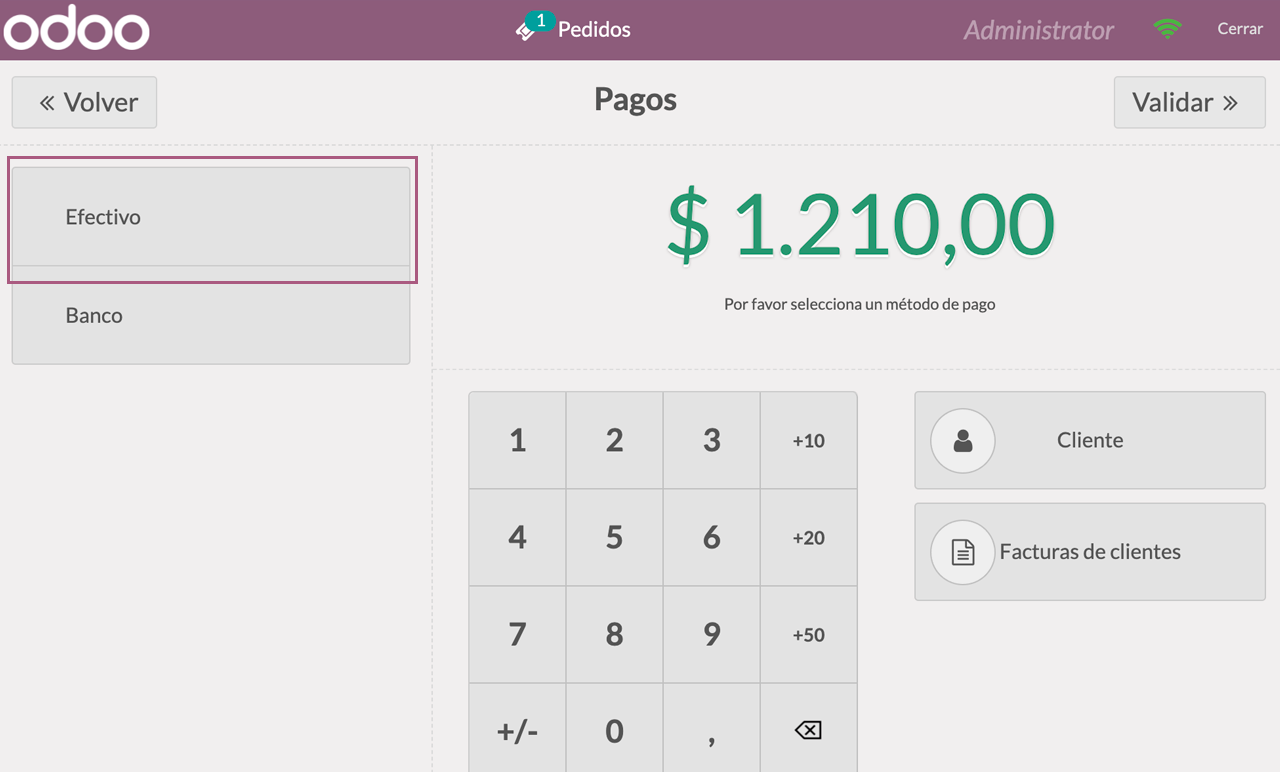 odoo
1 Pedidos
Administrator
Cerrar
Volver
Pagos
Validar
Efectivo
Banco
$ 1.210,00
Por favor selecciona un método de pago
1 2 3 +10
4 5 6 +20
7 8 9 +50
+/- 0 ,
Cliente
Facturas de clientes